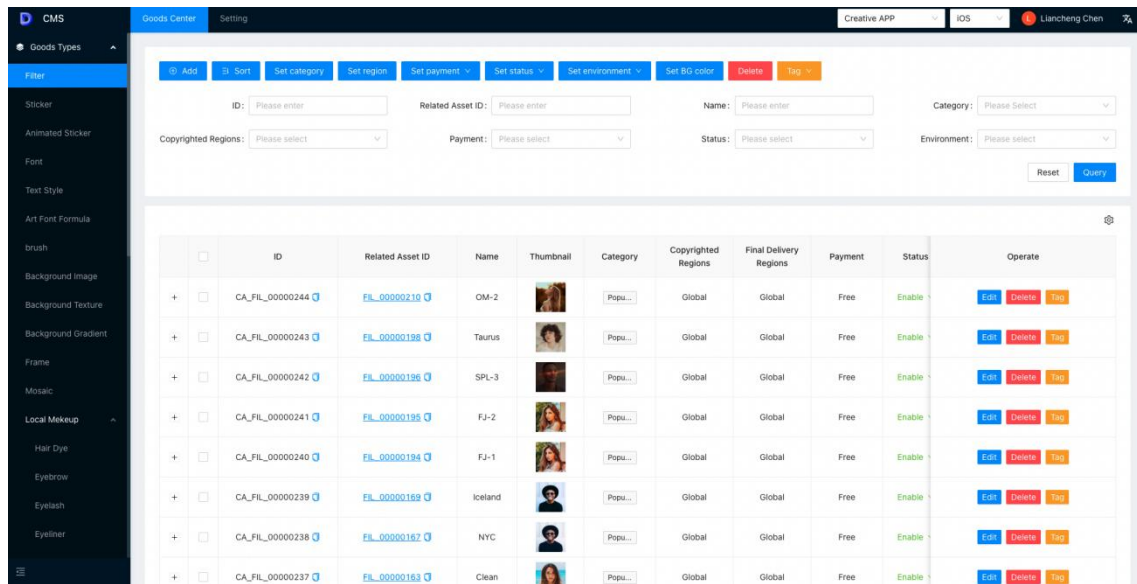 CMS
Goods Center Setting Creative APP iOS L Liancheng Chen
Goods Types
Filter
Sticker
Animated Sticker
Font
Text Style
Art Font Formula
brush
Background Image
Background Texture
Background Gradient
Frame
Mosaic
Local Mekeup
Hair Dye
Eyebrow
Eyelash
Eyeliner
Add Sort Set category Set region Set payment Set status Set environment Set BG color Delete Tag
ID: Please enter Related Asset ID: Please enter Name: Please enter Category: Please Select
Copyrighted Regions: Please select Payment: Please select Status: Please select Environment: Please select
Reset Query
ID Related Asset ID Name Thumbnail Category Copyrighted Regions Final Delivery Regions Payment Status Operate
+ CA_FIL_00000244 FIL_00000210 OM-2 Popu... Global Global Free Enable Edit Delete Tag
+ CA_FIL_00000243 FIL_00000198 Taurus Popu... Global Global Free Enable Edit Delete Tag
+ CA_FIL_00000242 FIL_00000196 SPL-3 Popu... Global Global Free Enable Edit Delete Tag
+ CA_FIL_00000241 FIL_00000195 FJ-2 Popu... Global Global Free Enable Edit Delete Tag
+ CA_FIL_00000240 FIL_00000194 FJ-1 Popu... Global Global Free Enable Edit Delete Tag
+ CA_FIL_00000239 FIL_00000169 Iceland Popu... Global Global Free Enable Edit Delete Tag
+ CA_FIL_00000238 FIL_00000167 NYC Popu... Global Global Free Enable Edit Delete Tag
+ CA_FIL_00000237 FIL_00000163 Clean Popu... Global Global Free Enable Edit Delete Tag